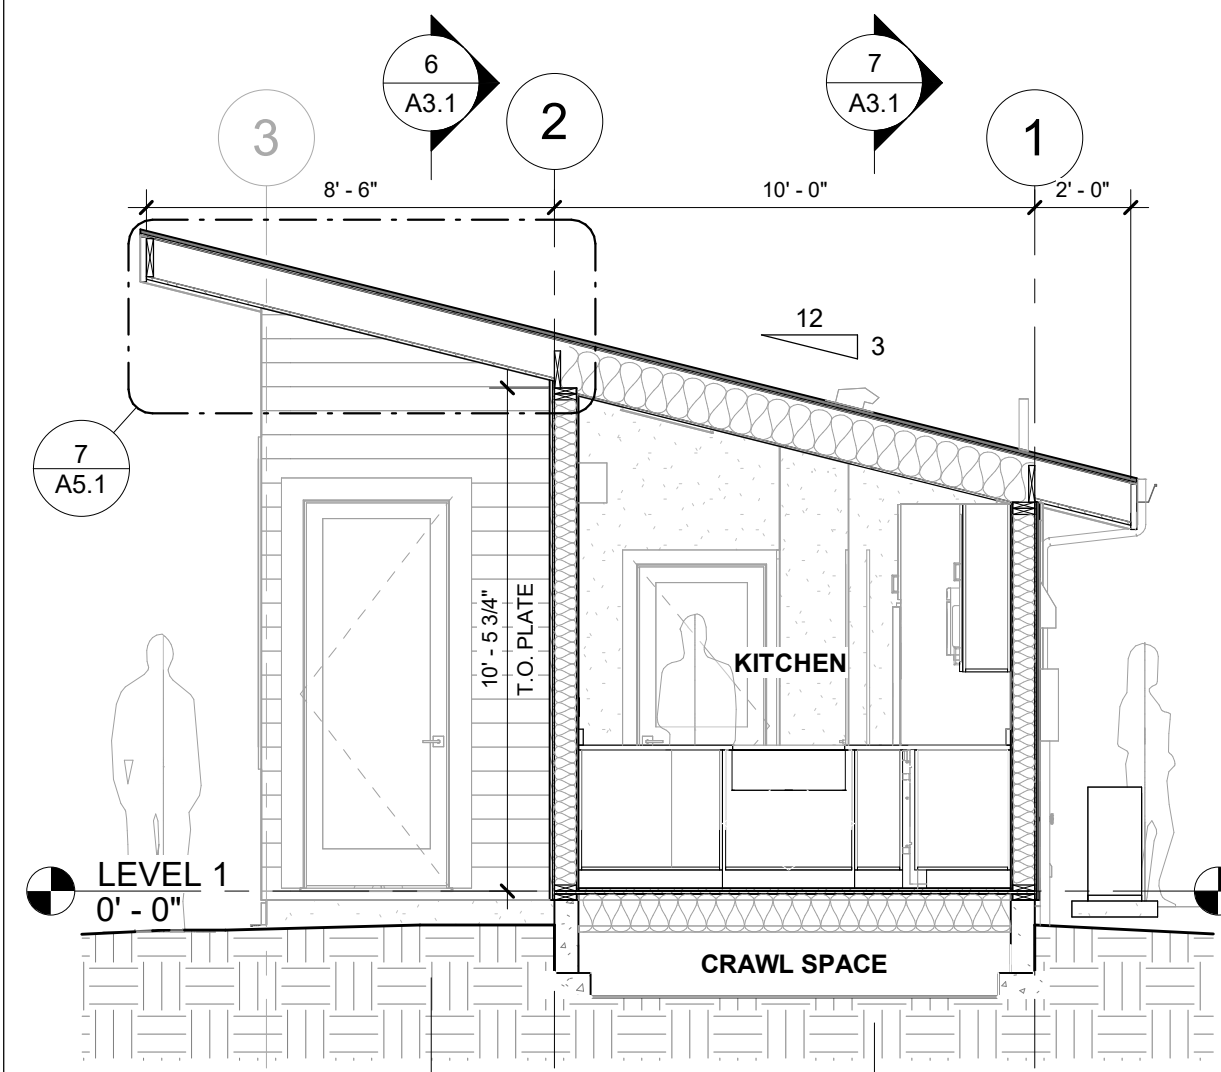 6
A3.1
7
A3.1
3
2
1
8' - 6"
10' - 0"
2' - 0"
12
3
7
A5.1
10' - 5 3/4"
T.O. PLATE
KITCHEN
LEVEL 1
0' - 0"
CRAWL SPACE